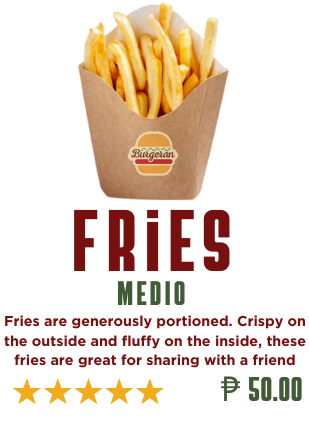 Burgeran
FRiES
MEDIO
Fries are generously portioned. Crispy on
the outside and fluffy on the inside, these
fries are great for sharing with a friend
₱ 50.00